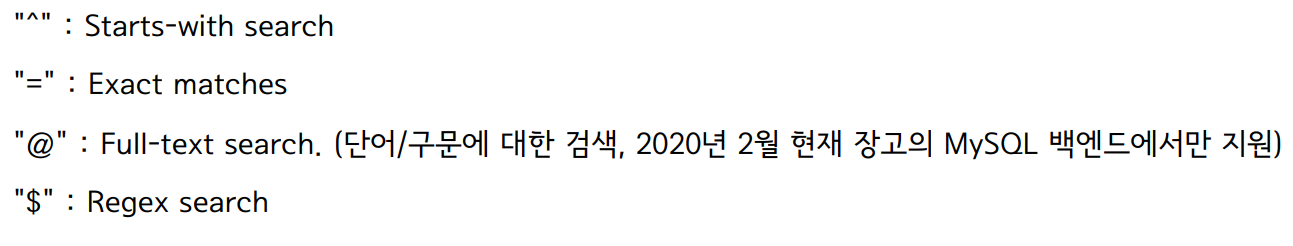 "^" : Starts-with search
"=" : Exact matches
"@" : Full-text search. (단어/구문에 대한 검색, 2020년 2월 현재 장고의 MySQL 백엔드에서만 지원)
"$" : Regex search